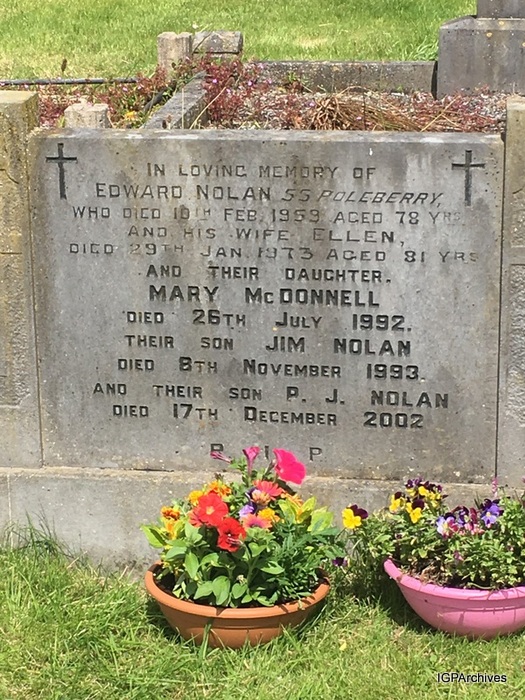 IN LOVING MEMORY OF
EDWARD NOLAN SS POLEBERRY,
WHO DIED 10TH FEB. 1959 AGED 78 YRS.
AND HIS WIFE ELLEN,
DIED 29TH JAN. 1973 AGED 81 YRS
AND THEIR DAUGHTER.
MARY McDONNELL
DIED 26TH JULY 1992.
THEIR SON JIM NOLAN
DIED 8TH NOVEMBER 1993.
AND THEIR SON P. J. NOLAN
DIED 17TH DECEMBER 2002
R I P
IGPArchives